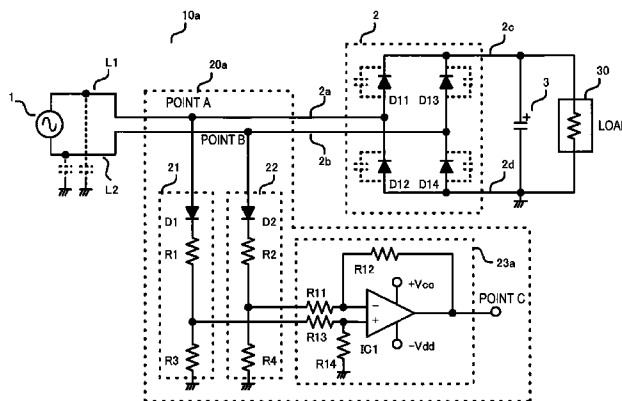 10a
2
2c
L1
20a
3
30
1
POINT A
2a
D11
D13
LOAD
POINT B
2b
L2
21
22
D12
D14
2d
D1
D2
23a
R1
R2
R12
+Vcc
R11
−
POINT C
R13
+
IC1
−Vdd
R3
R4
R14